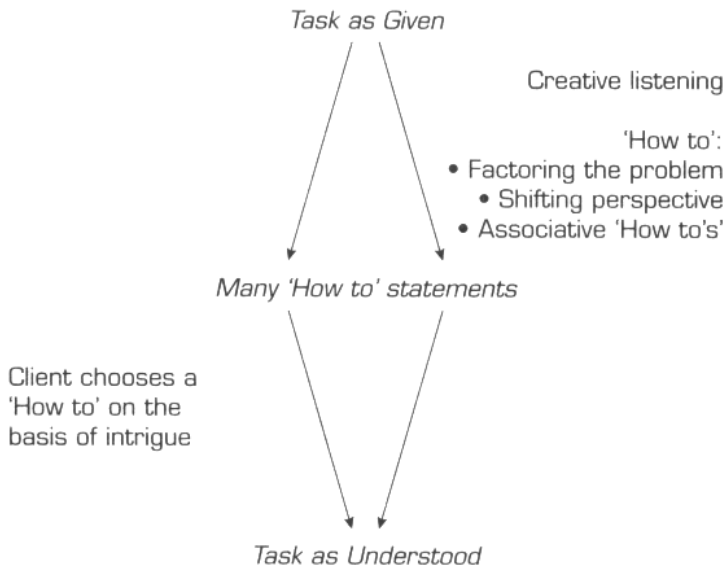 Task as Given
Creative listening
‘How to’:
• Factoring the problem
• Shifting perspective
• Associative ‘How to’s’
Many ‘How to’ statements
Client chooses a
‘How to’ on the
basis of intrigue
Task as Understood